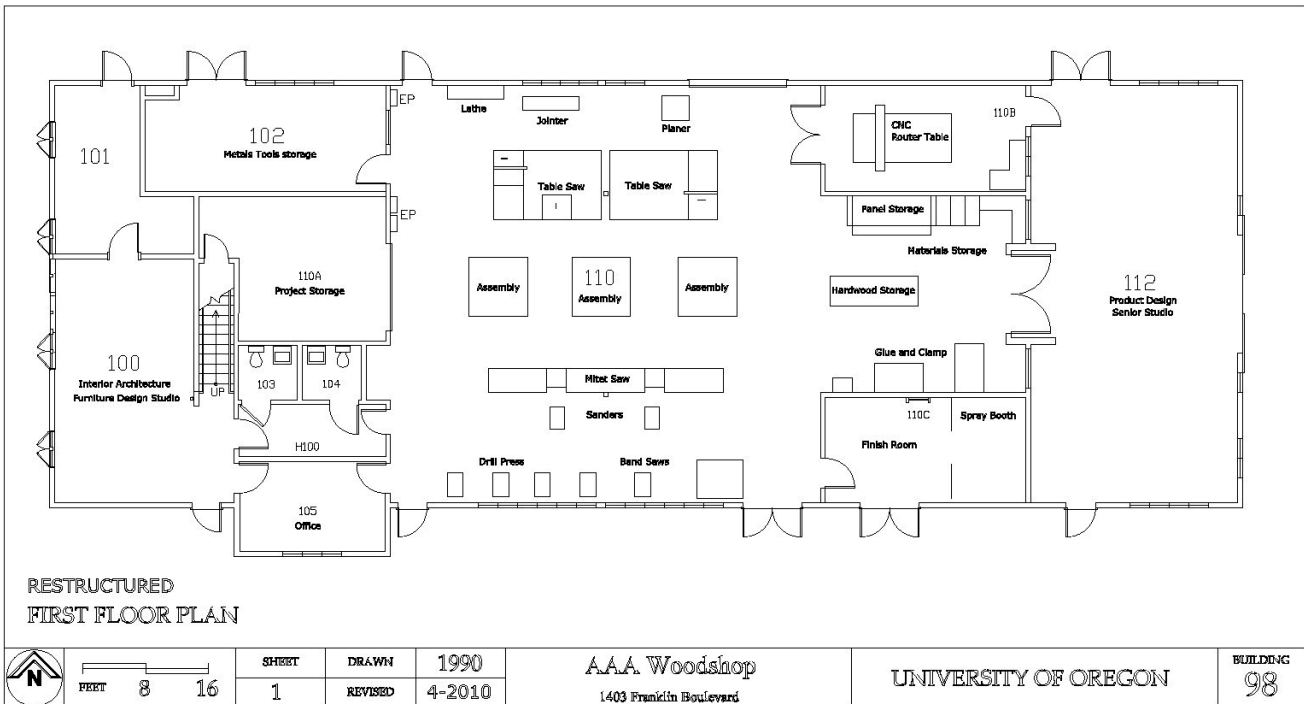 EP
Lathe
Jointer
Planer
CNC
Router Table
110B
101
102
Metals Tools storage
Table Saw
Table Saw
EP
Panel Storage
Materials Storage
110A
Project Storage
Assembly
110
Assembly
Assembly
Hardwood Storage
112
Product Design
Senior Studio
100
Interior Architecture
Furniture Design Studio
UP
103
104
Glue and Clamp
Miter Saw
Sanders
110C
Spray Booth
Finish Room
H100
Drill Press
Band Saws
105
Office
RESTRUCTURED
FIRST FLOOR PLAN
N
FEET 8 16
SHEET
1
DRAWN 1990
REVISED 4-2010
A.A.A. Woodshop
1403 Franklin Boulevard
UNIVERSITY OF OREGON
BUILDING
98